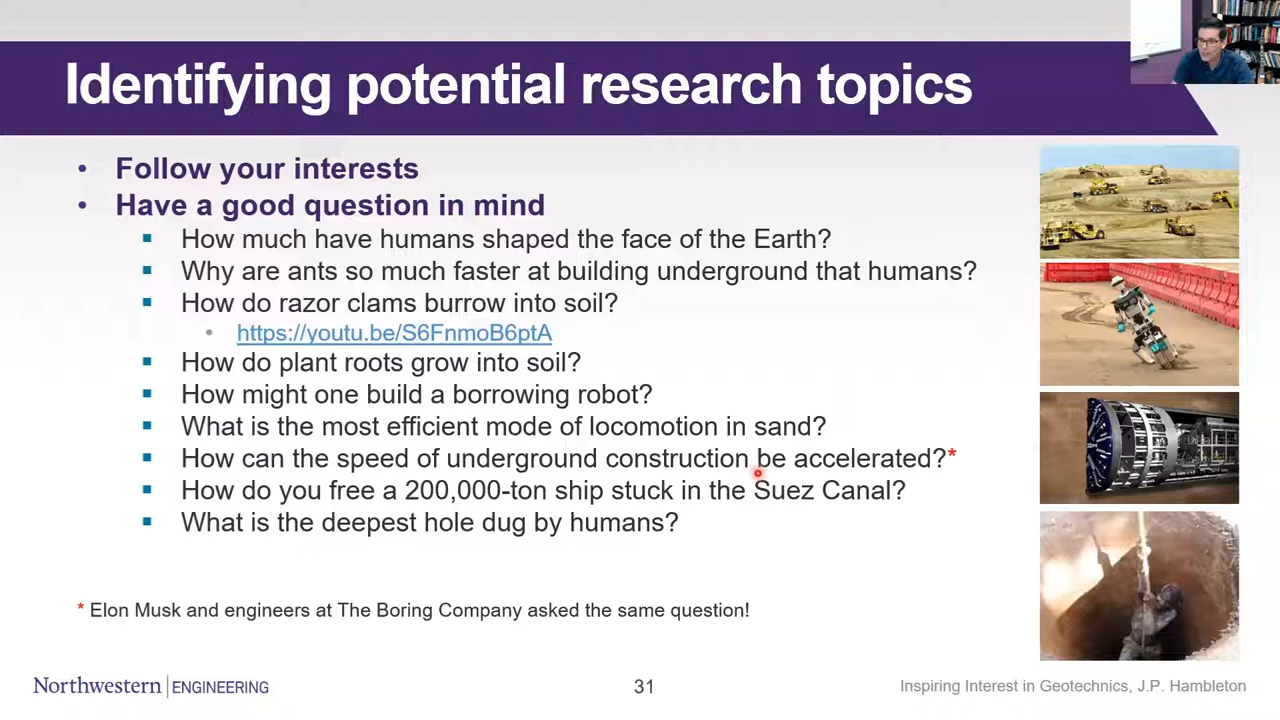 Identifying potential research topics
• Follow your interests
• Have a good question in mind
▪ How much have humans shaped the face of the Earth?
▪ Why are ants so much faster at building underground that humans?
▪ How do razor clams burrow into soil?
• https://youtu.be/S6FnmoB6ptA
▪ How do plant roots grow into soil?
▪ How might one build a borrowing robot?
▪ What is the most efficient mode of locomotion in sand?
▪ How can the speed of underground construction be accelerated?*
▪ How do you free a 200,000-ton ship stuck in the Suez Canal?
▪ What is the deepest hole dug by humans?
* Elon Musk and engineers at The Boring Company asked the same question!
Northwestern | ENGINEERING
31
Inspiring Interest in Geotechnics, J.P. Hambleton